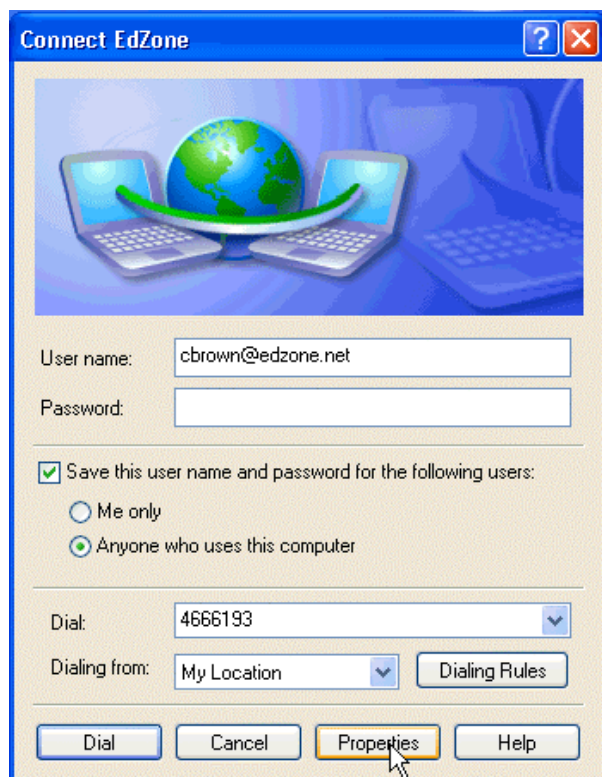 Connect EdZone
User name: cbrown@edzone.net
Password:
Save this user name and password for the following users:
Me only
Anyone who uses this computer
Dial: 4666193
Dialing from: My Location Dialing Rules
Dial Cancel Properties Help